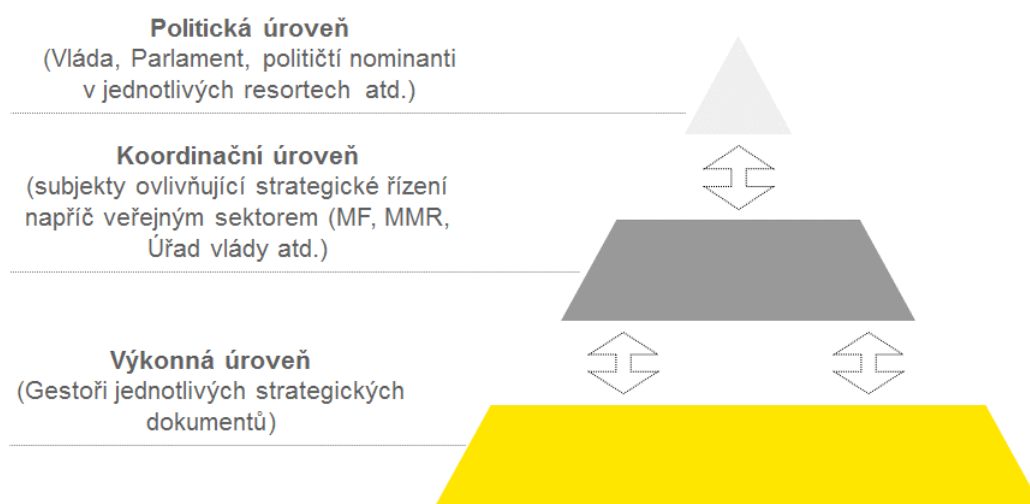 Politická úroveň
(Vláda, Parlament, političtí nominanti
v jednotlivých resortech atd.)
Koordinační úroveň
(subjekty ovlivňující strategické řízení
napříč veřejným sektorem (MF, MMR,
Úřad vlády atd.)
Výkonná úroveň
(Gestoři jednotlivých strategických
dokumentů)